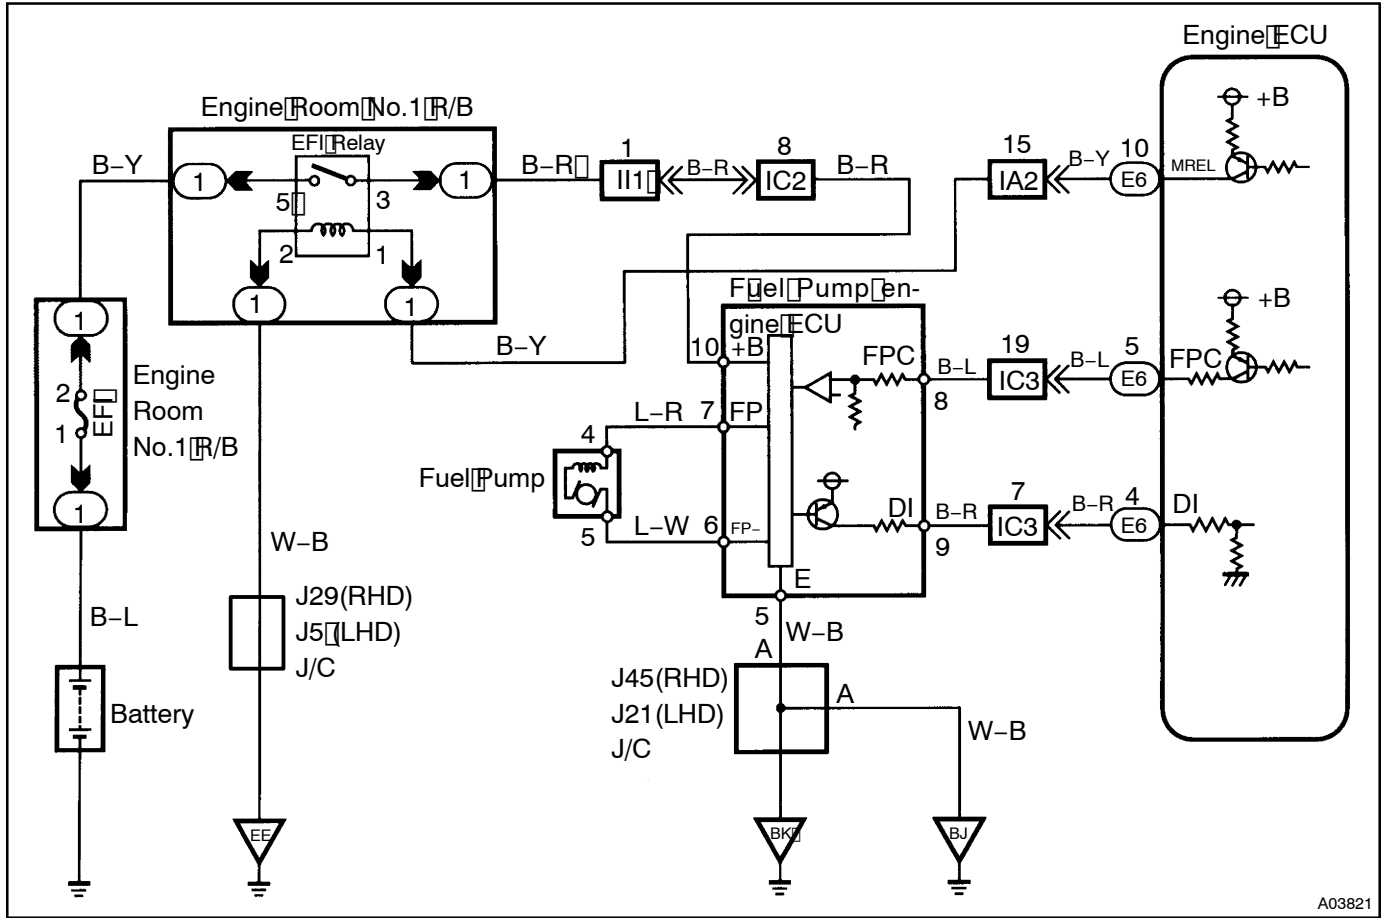 Engine ECU
+B
Engine Room No.1 R/B
EFI Relay
B–Y
1
1
5
3
2
1
1
1
B–R
1
II1
B–R
8
IC2
B–R
15
IA2
B–Y
10
E6
MREL
+B
1
2
1
EFI
1
Engine
Room
No.1 R/B
B–Y
Fuel Pump en-
gine ECU
10
+B
FPC
8
B–L
19
IC3
B–L
5
E6
FPC
L–R
7
FP
4
Fuel Pump
5
L–W
6
FP–
DI
9
B–R
7
IC3
B–R
4
E6
DI
E
5
W–B
W–B
A
J29(RHD)
J5 (LHD)
J/C
B–L
Battery
J45(RHD)
J21(LHD)
J/C
A
W–B
EE
BK
BJ
A03821